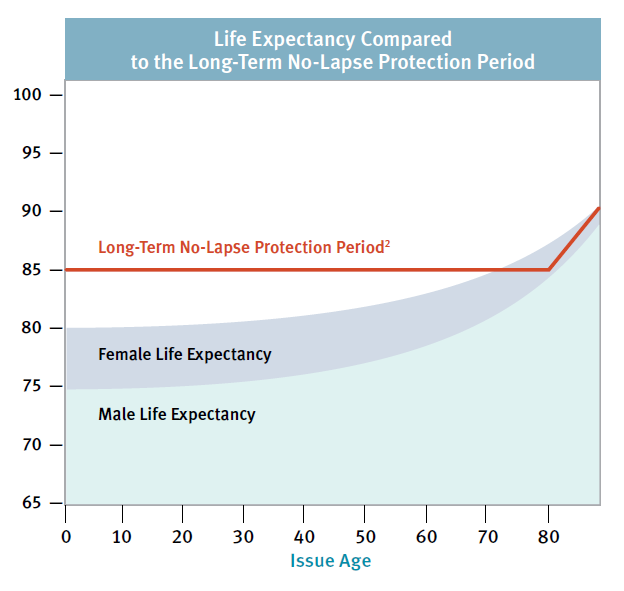 Life Expectancy Compared
to the Long-Term No-Lapse Protection Period
100
95
90
Long-Term No-Lapse Protection Period²
85
80
Female Life Expectancy
75
Male Life Expectancy
70
65
0 10 20 30 40 50 60 70 80
Issue Age